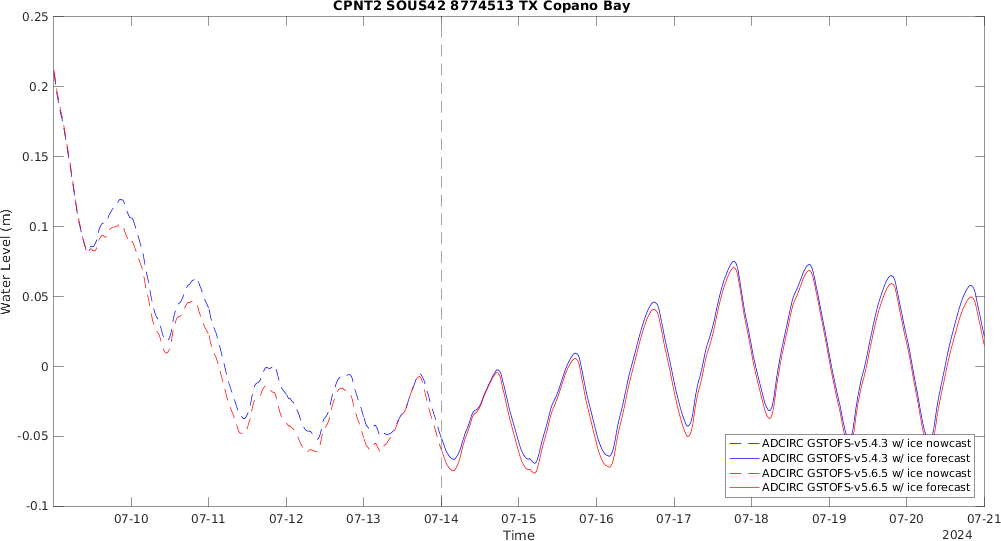 CPNT2 SOUS42 8774513 TX Copano Bay
0.25
0.2
0.15
0.1
0.05
0
-0.05
-0.1
Water Level (m)
ADCIRC GSTOFS-v5.4.3 w/ ice nowcast
ADCIRC GSTOFS-v5.4.3 w/ ice forecast
ADCIRC GSTOFS-v5.6.5 w/ ice nowcast
ADCIRC GSTOFS-v5.6.5 w/ ice forecast
07-10 07-11 07-12 07-13 07-14 07-15 07-16 07-17 07-18 07-19 07-20 07-21
Time
2024